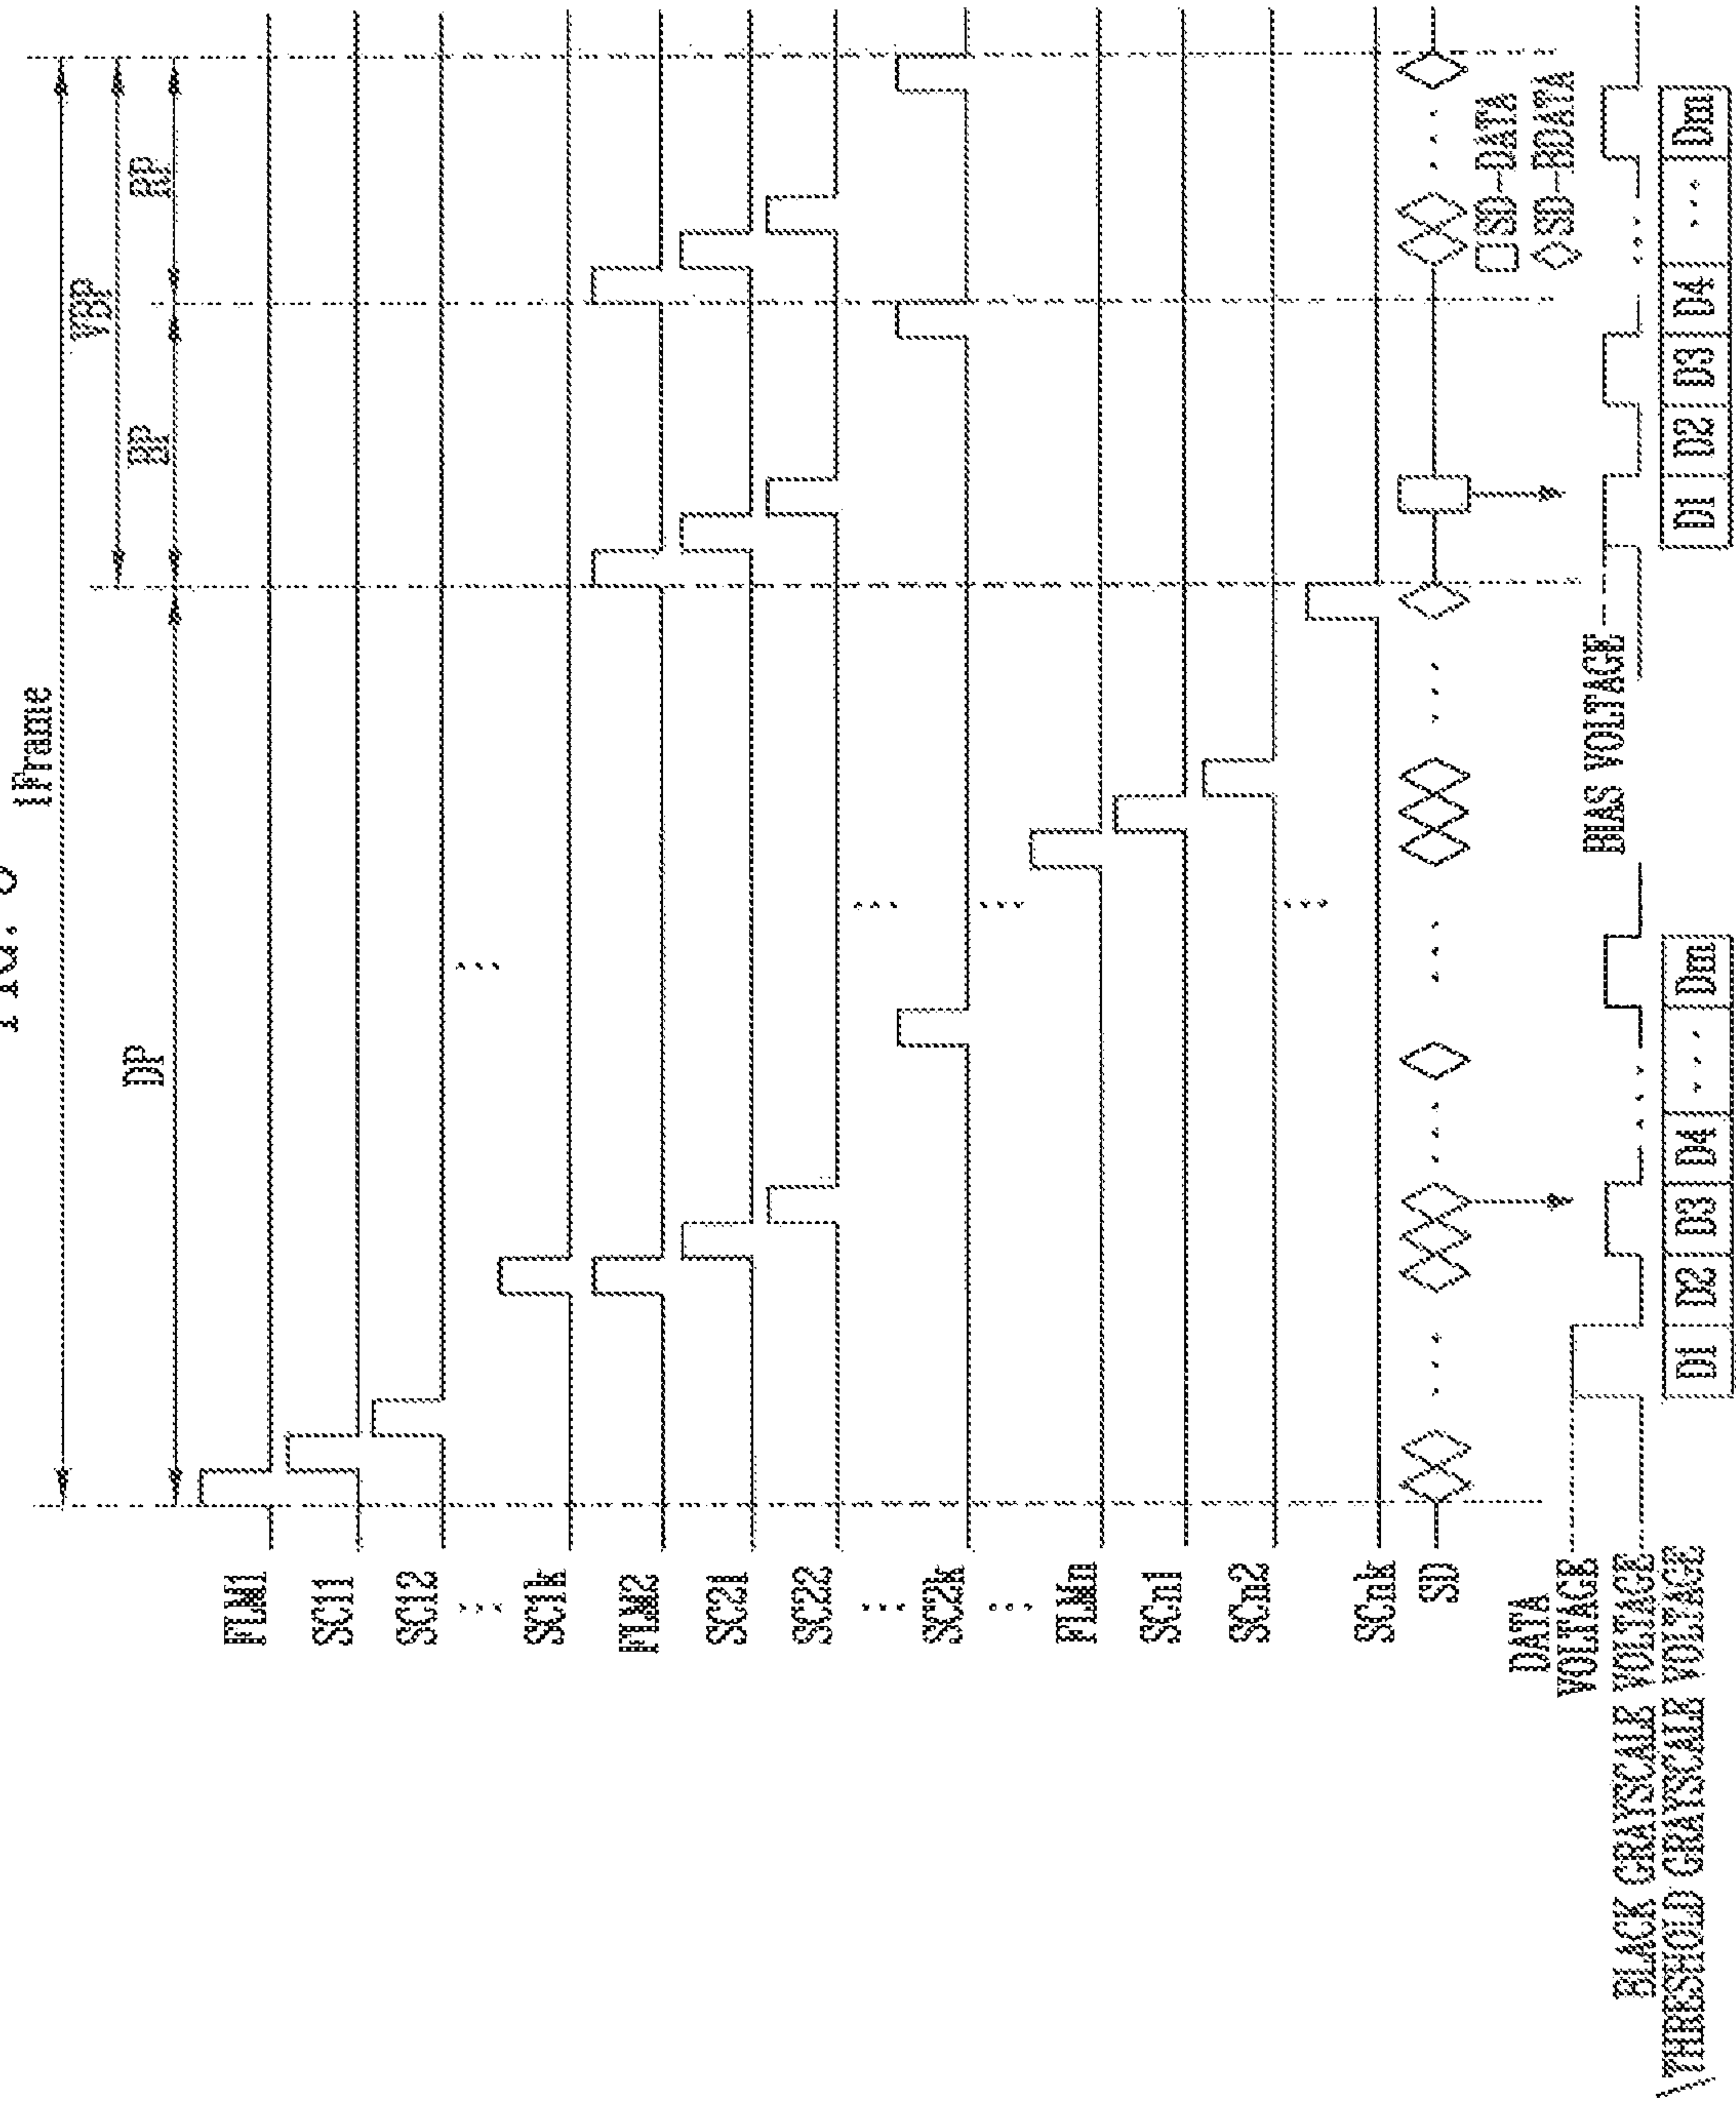 1Frame
VBP
DP
BP
RP
FLM1
SC11
SC12
SC1k
FLM2
SC21
SC22
SC2k
FLMn
SCn1
SCn2
SCnk
SD
SD-DATA
SD-BDATA
DATA
VOLTAGE
BIAS VOLTAGE
BLACK GRAYSCALE VOLTAGE
/THRESHOLD GRAYSCALE VOLTAGE
D1 D2 D3 D4 ... Dm
D1 D2 D3 D4 ... Dm